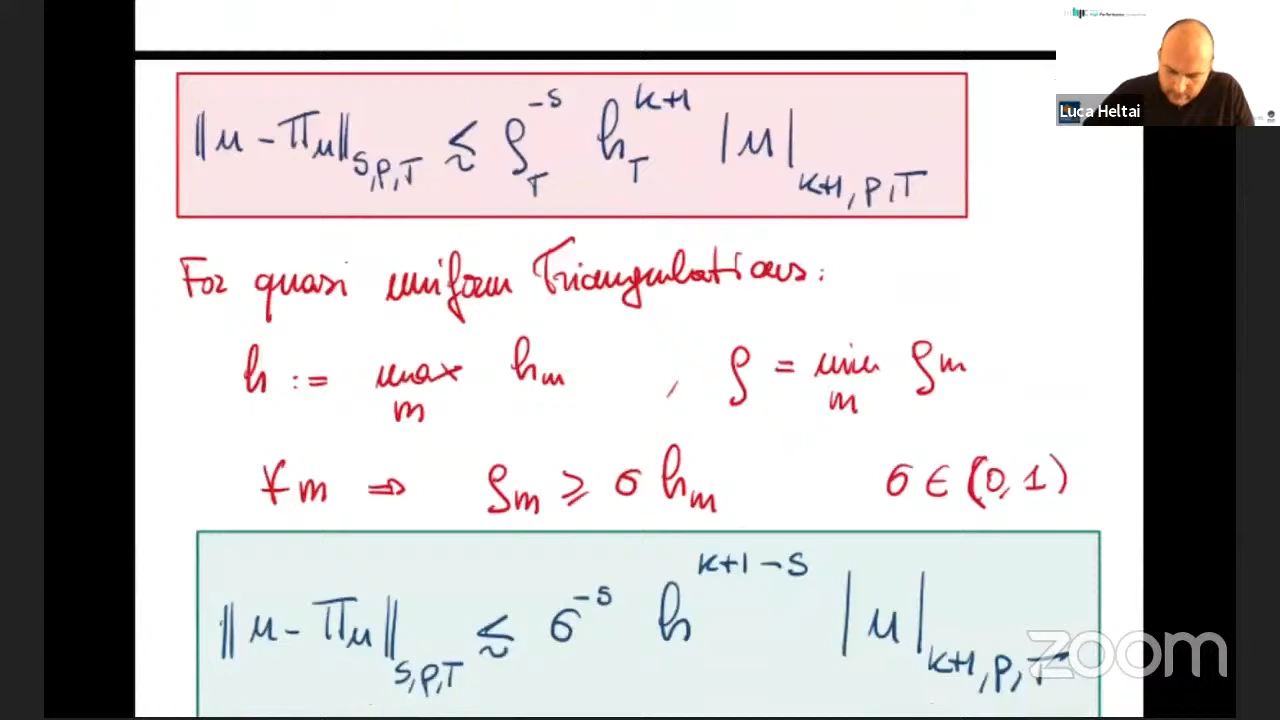 ‖u - Πu‖_{s,p,T} ≲ ρ_T^{-s} h_T^{k+1} |u|_{k+1,p,T}
Luca Heltai
For quasi uniform Triangulations:
h := max_m h_m , ρ = min_m ρ_m
∀m ⇒ ρ_m ≥ σ h_m σ ∈ (0,1)
‖u - Πu‖_{s,p,T} ≲ σ^{-s} h^{k+1-s} |u|_{k+1,p,T}
zoom